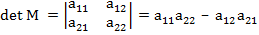 det M = |a₁₁ a₁₂| = a₁₁a₂₂ − a₁₂a₂₁
|a₂₁ a₂₂|